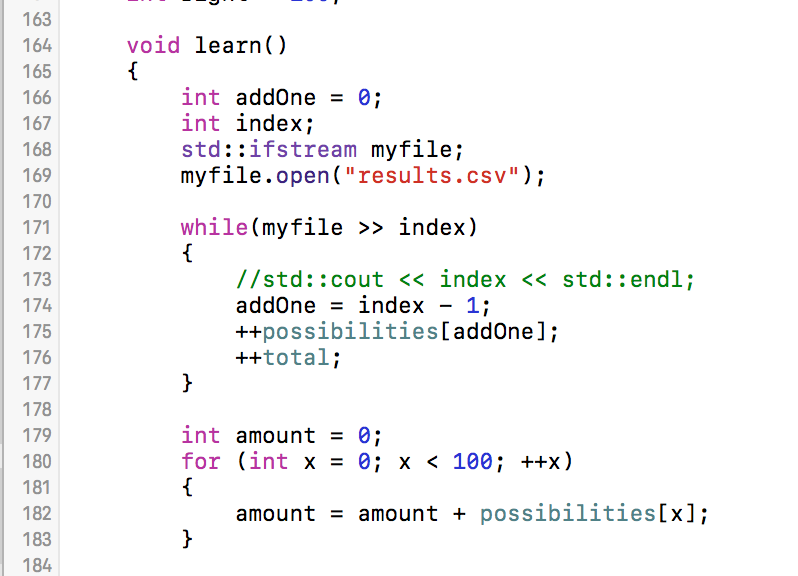 163
164 void learn()
165 {
166 int addOne = 0;
167 int index;
168 std::ifstream myfile;
169 myfile.open("results.csv");
170
171 while(myfile >> index)
172 {
173 //std::cout << index << std::endl;
174 addOne = index - 1;
175 ++possibilities[addOne];
176 ++total;
177 }
178
179 int amount = 0;
180 for (int x = 0; x < 100; ++x)
181 {
182 amount = amount + possibilities[x];
183 }
184